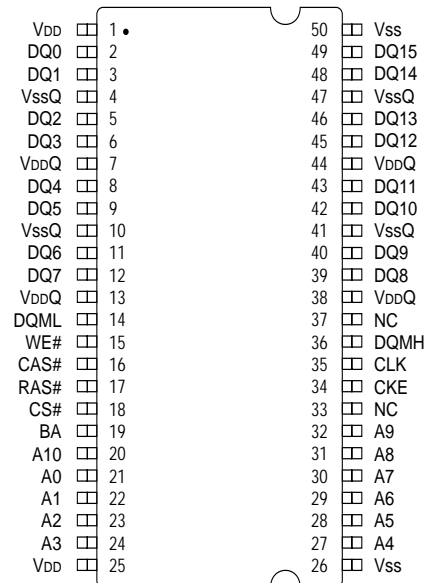 VDD 1 50 Vss
DQ0 2 49 DQ15
DQ1 3 48 DQ14
VssQ 4 47 VssQ
DQ2 5 46 DQ13
DQ3 6 45 DQ12
VDDQ 7 44 VDDQ
DQ4 8 43 DQ11
DQ5 9 42 DQ10
VssQ 10 41 VssQ
DQ6 11 40 DQ9
DQ7 12 39 DQ8
VDDQ 13 38 VDDQ
DQML 14 37 NC
WE# 15 36 DQMH
CAS# 16 35 CLK
RAS# 17 34 CKE
CS# 18 33 NC
BA 19 32 A9
A10 20 31 A8
A0 21 30 A7
A1 22 29 A6
A2 23 28 A5
A3 24 27 A4
VDD 25 26 Vss